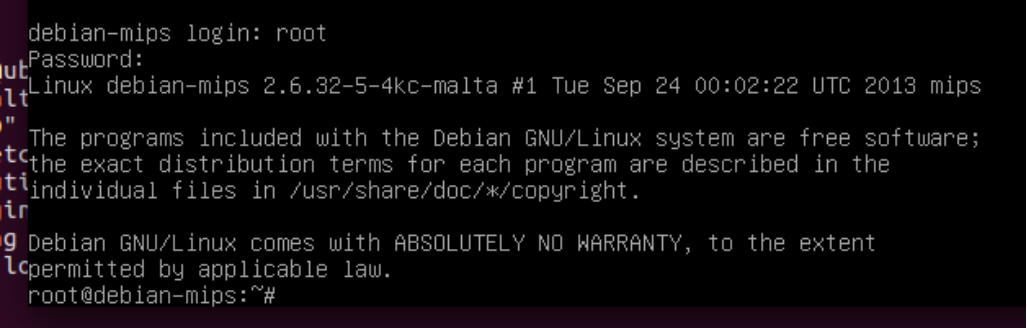 debian-mips login: root
Password:
Linux debian-mips 2.6.32-5-4kc-malta #1 Tue Sep 24 00:02:22 UTC 2013 mips
The programs included with the Debian GNU/Linux system are free software;
the exact distribution terms for each program are described in the
individual files in /usr/share/doc/*/copyright.
Debian GNU/Linux comes with ABSOLUTELY NO WARRANTY, to the extent
permitted by applicable law.
root@debian-mips:~#